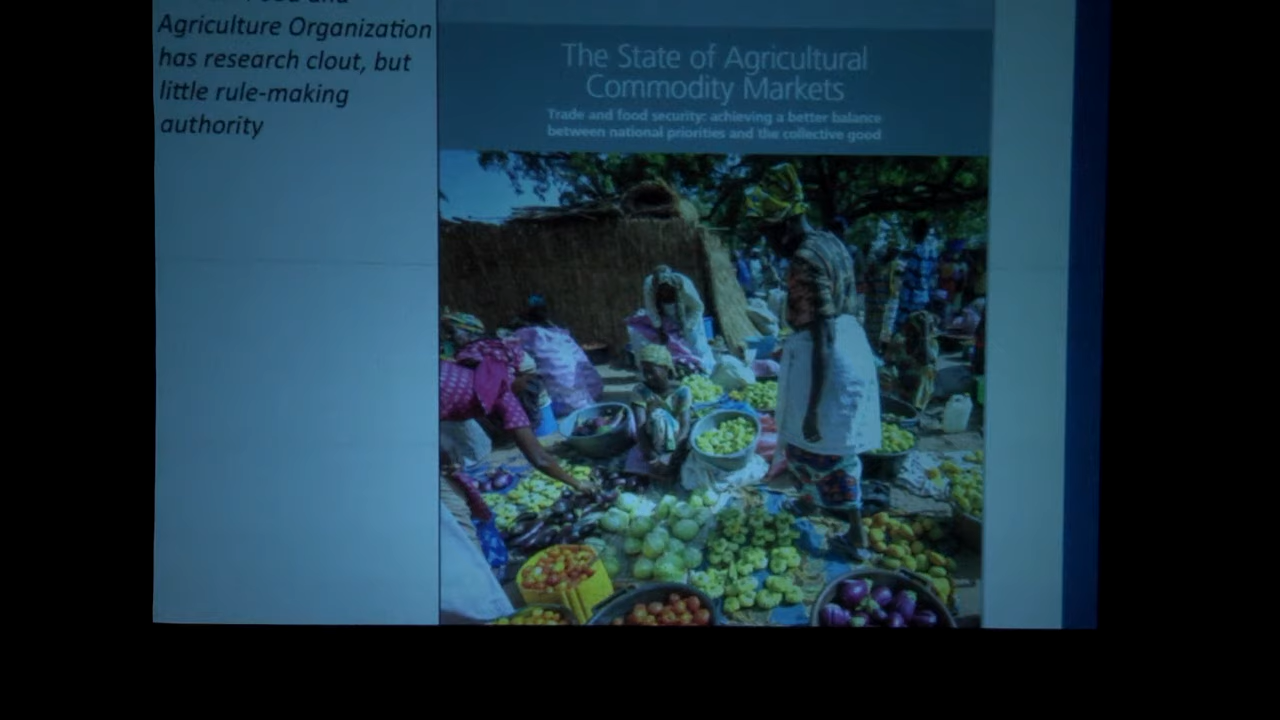 Agriculture Organization
has research clout, but
little rule-making
authority
The State of Agricultural
Commodity Markets
Trade and food security: achieving a better balance
between national priorities and the collective good